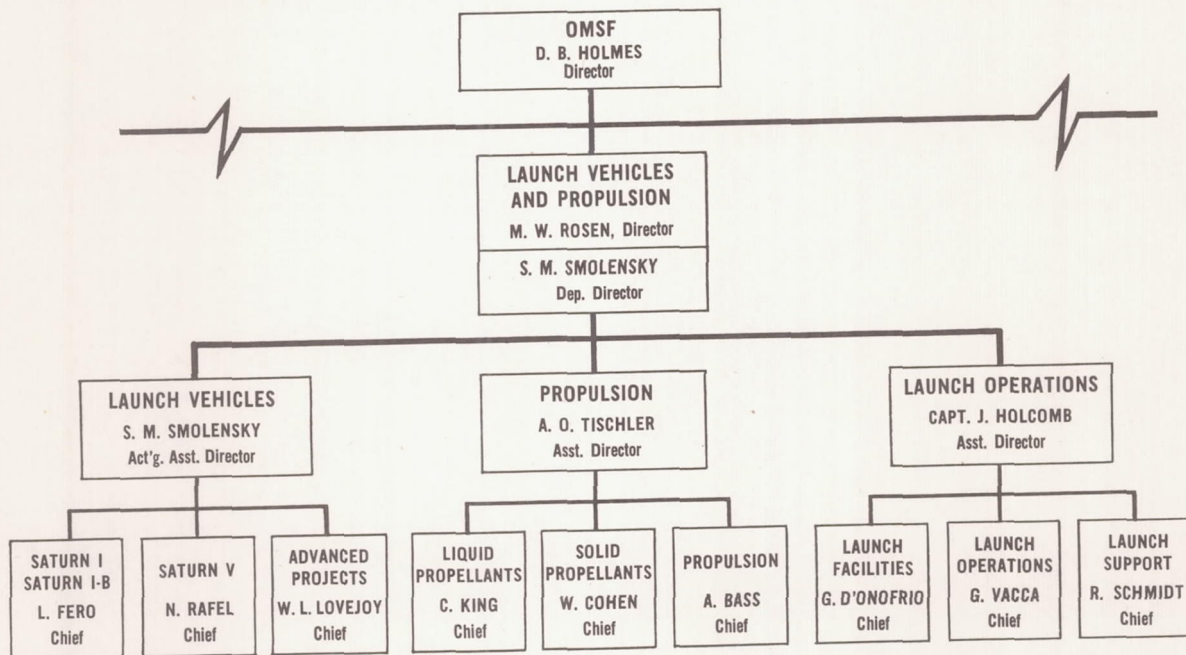 OMSF
D. B. HOLMES
Director
LAUNCH VEHICLES
AND PROPULSION
M. W. ROSEN, Director
S. M. SMOLENSKY
Dep. Director
LAUNCH VEHICLES
S. M. SMOLENSKY
Act'g. Asst. Director
PROPULSION
A. O. TISCHLER
Asst. Director
LAUNCH OPERATIONS
CAPT. J. HOLCOMB
Asst. Director
SATURN I
SATURN I-B
L. FERO
Chief
SATURN V
N. RAFEL
Chief
ADVANCED
PROJECTS
W. L. LOVEJOY
Chief
LIQUID
PROPELLANTS
C. KING
Chief
SOLID
PROPELLANTS
W. COHEN
Chief
PROPULSION
A. BASS
Chief
LAUNCH
FACILITIES
G. D'ONOFRIO
Chief
LAUNCH
OPERATIONS
G. VACCA
Chief
LAUNCH
SUPPORT
R. SCHMIDT
Chief